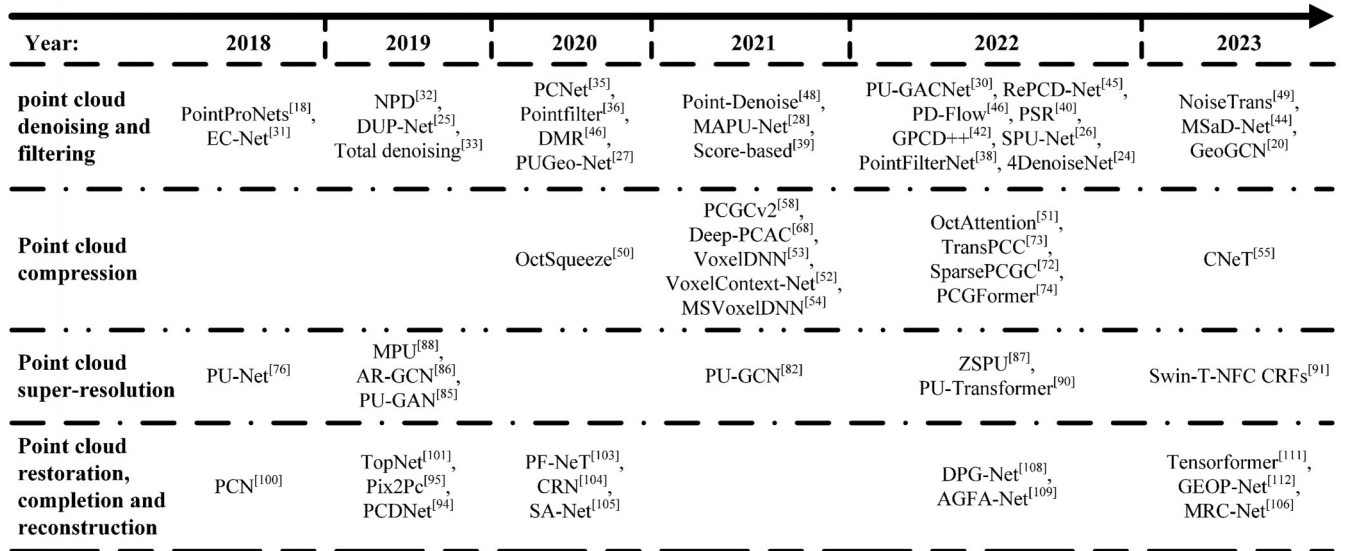 Year: 2018 2019 2020 2021 2022 2023
point cloud
denoising and
filtering
PointProNets[18],
EC-Net[31]
NPD[32],
DUP-Net[25],
Total denoising[33]
PCNet[35],
Pointfilter[36],
DMR[46],
PUGeo-Net[27]
Point-Denoise[48],
MAPU-Net[28],
Score-based[39]
PU-GACNet[30], RePCD-Net[45],
PD-Flow[46], PSR[40],
GPCD++[42], SPU-Net[26],
PointFilterNet[38], 4DenoiseNet[24]
NoiseTrans[49],
MSaD-Net[44],
GeoGCN[20]
Point cloud
compression
OctSqueeze[50]
PCGCv2[58],
Deep-PCAC[68],
VoxelDNN[53],
VoxelContext-Net[52],
MSVoxelDNN[54]
OctAttention[51],
TransPCC[73],
SparsePCGC[72],
PCGFormer[74]
CNeT[55]
Point cloud
super-resolution
PU-Net[76]
MPU[88],
AR-GCN[86],
PU-GAN[85]
PU-GCN[82]
ZSPU[87],
PU-Transformer[90]
Swin-T-NFC CRFs[91]
Point cloud
restoration,
completion and
reconstruction
PCN[100]
TopNet[101],
Pix2Pc[95],
PCDNet[94]
PF-NeT[103],
CRN[104],
SA-Net[105]
DPG-Net[108],
AGFA-Net[109]
Tensorformer[111],
GEOP-Net[112],
MRC-Net[106]